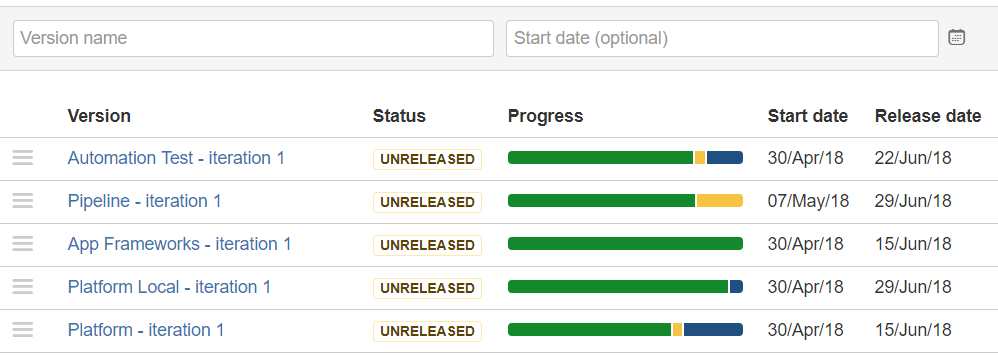 Version name Start date (optional)
Version Status Progress Start date Release date
Automation Test - iteration 1 UNRELEASED 30/Apr/18 22/Jun/18
Pipeline - iteration 1 UNRELEASED 07/May/18 29/Jun/18
App Frameworks - iteration 1 UNRELEASED 30/Apr/18 15/Jun/18
Platform Local - iteration 1 UNRELEASED 30/Apr/18 29/Jun/18
Platform - iteration 1 UNRELEASED 30/Apr/18 15/Jun/18